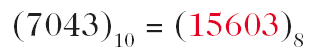 (7043)₁₀ = (15603)₈